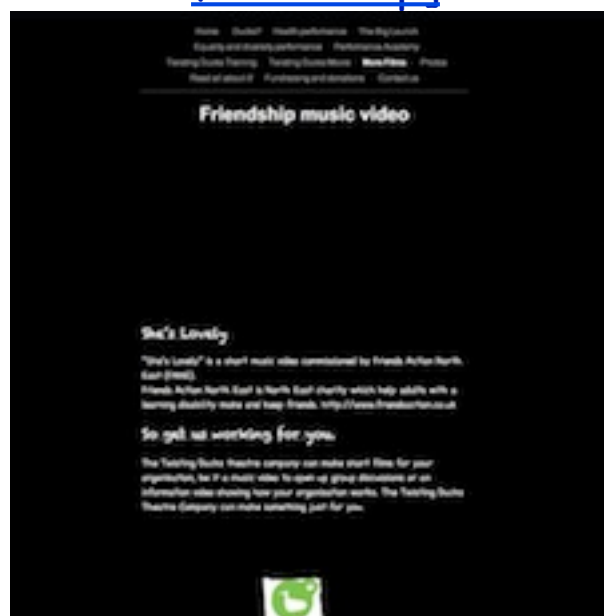 Home Ducks? Health performance The Big Launch
Equality and diversity performance Performance Academy
Twisting Ducks Training Twisting Ducks Movie More Films Photos
Read all about it! Fundraising and donations Contact us
Friendship music video
She's Lovely
"She's Lovely" is a short music video commissioned by Friends Action North
East (FANE).
Friends Action North East is North East charity which help adults with a
learning disability make and keep friends. http://www.friendsaction.co.uk
So get us working for you.
The Twisting Ducks theatre company can make short films for your
organisation, be it a music video to open up group discussions or an
information video showing how your organisation works. The Twisting Ducks
Theatre Company can make something just for you.